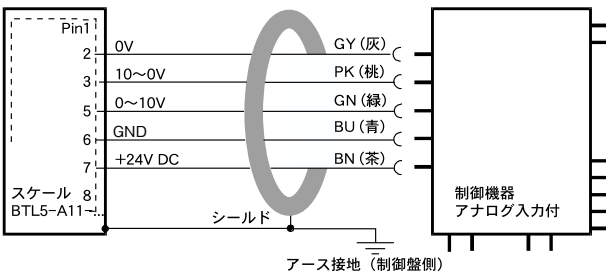 Pin1
2 0V GY (灰)
3 10〜0V PK (桃)
5 0〜10V GN (緑)
6 GND BU (青)
7 +24V DC BN (茶)
8
スケール
BTL5-A11-...
シールド
制御機器
アナログ入力付
アース接地（制御盤側）